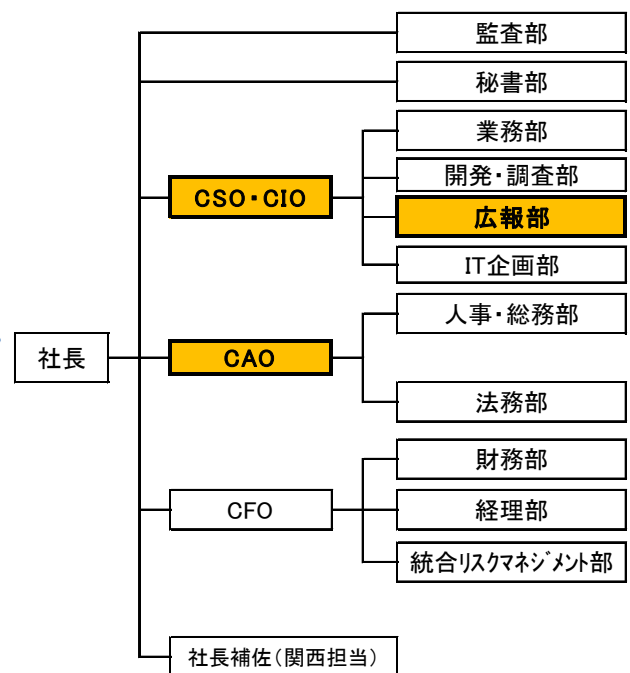 監査部
秘書部
業務部
開発・調査部
CSO・CIO
広報部
IT企画部
人事・総務部
社長
CAO
法務部
財務部
CFO
経理部
統合リスクマネジメント部
社長補佐(関西担当)